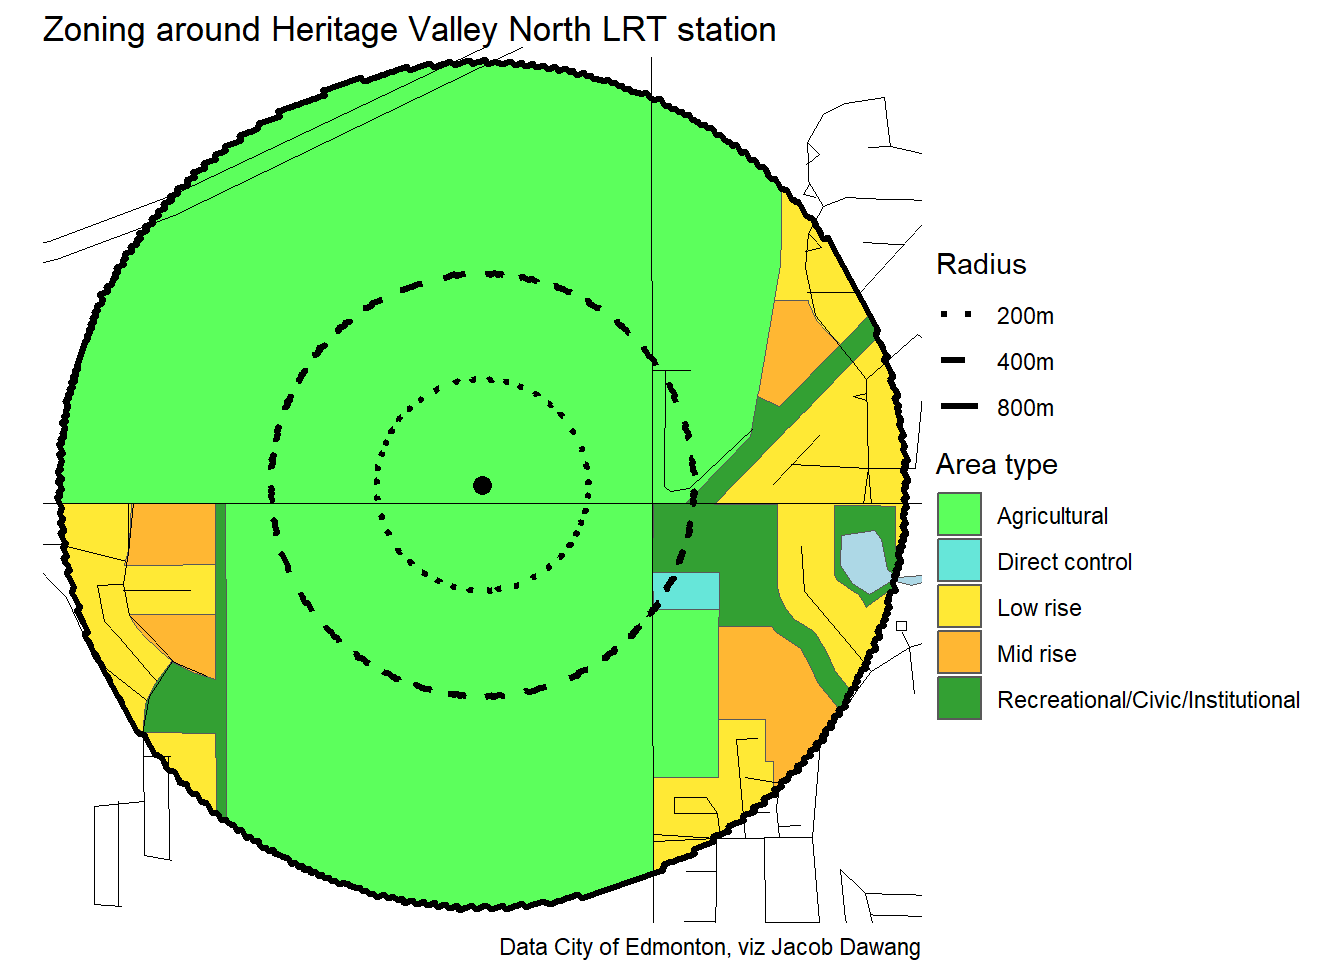 Zoning around Heritage Valley North LRT station
Radius
200m
400m
800m
Area type
Agricultural
Direct control
Low rise
Mid rise
Recreational/Civic/Institutional
Data City of Edmonton, viz Jacob Dawang